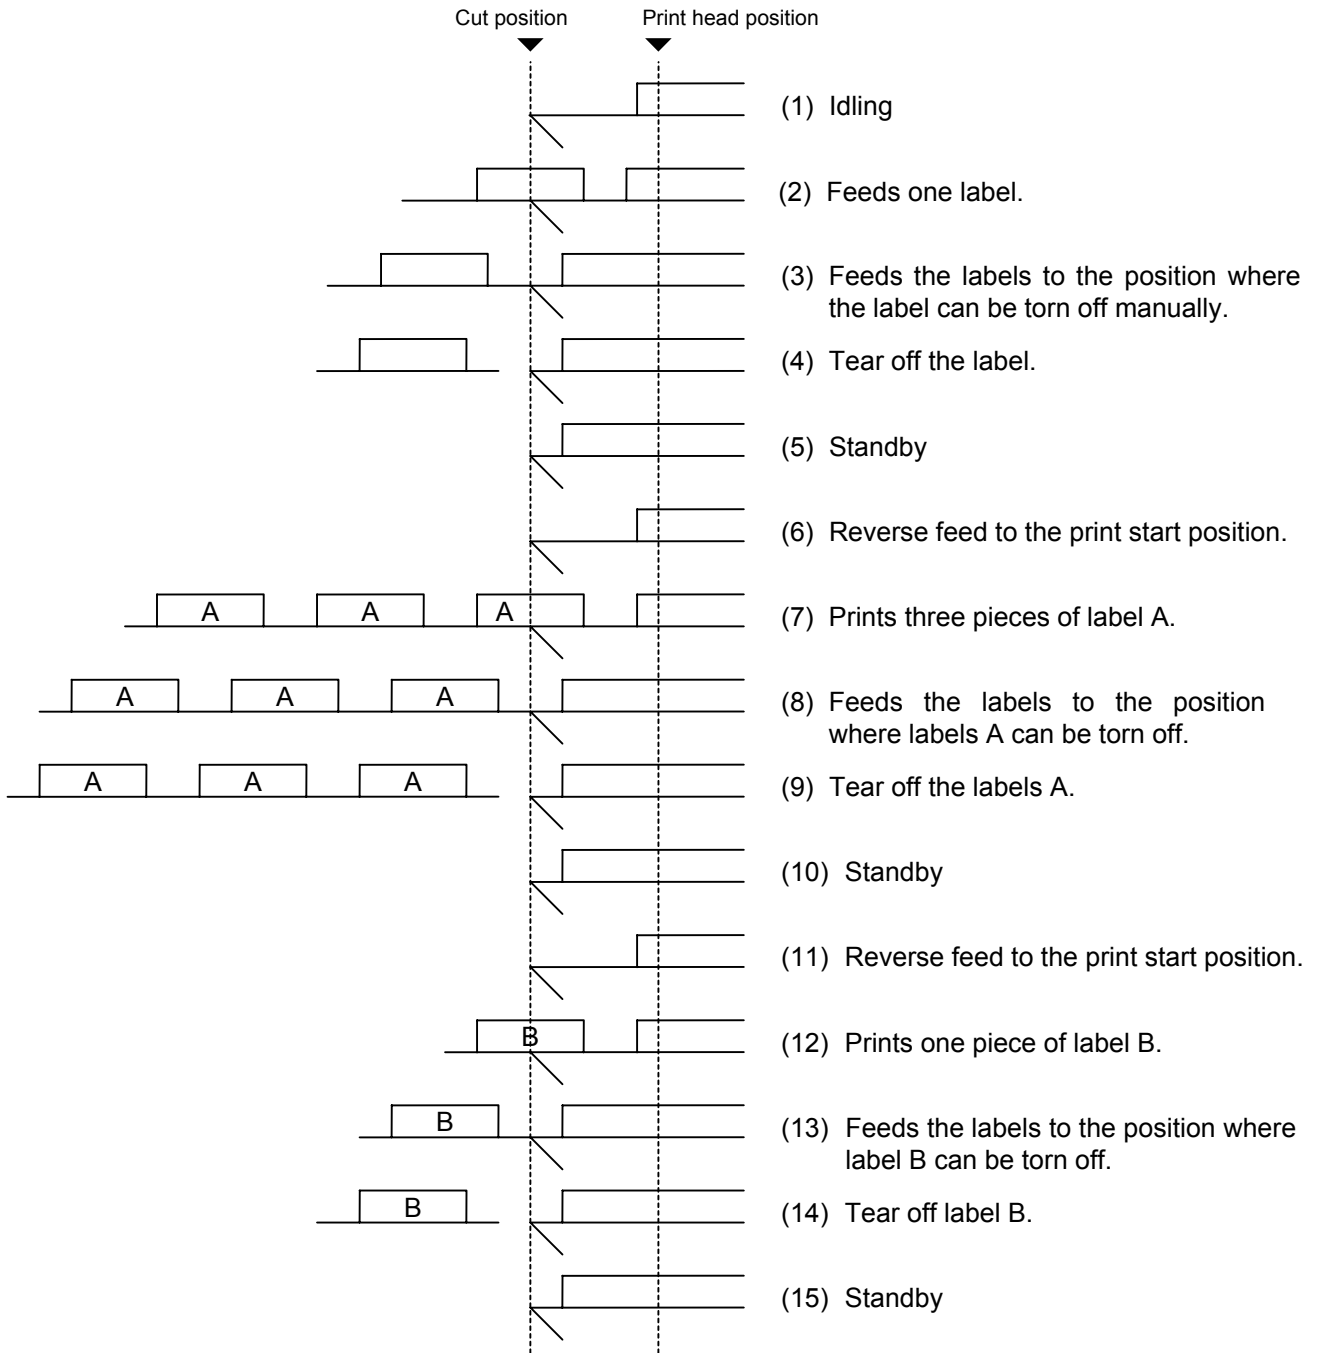 Cut position Print head position
(1) Idling
(2) Feeds one label.
(3) Feeds the labels to the position where
the label can be torn off manually.
(4) Tear off the label.
(5) Standby
(6) Reverse feed to the print start position.
A A A (7) Prints three pieces of label A.
A A A (8) Feeds the labels to the position
where labels A can be torn off.
A A A (9) Tear off the labels A.
(10) Standby
(11) Reverse feed to the print start position.
B (12) Prints one piece of label B.
B (13) Feeds the labels to the position where
label B can be torn off.
B (14) Tear off label B.
(15) Standby